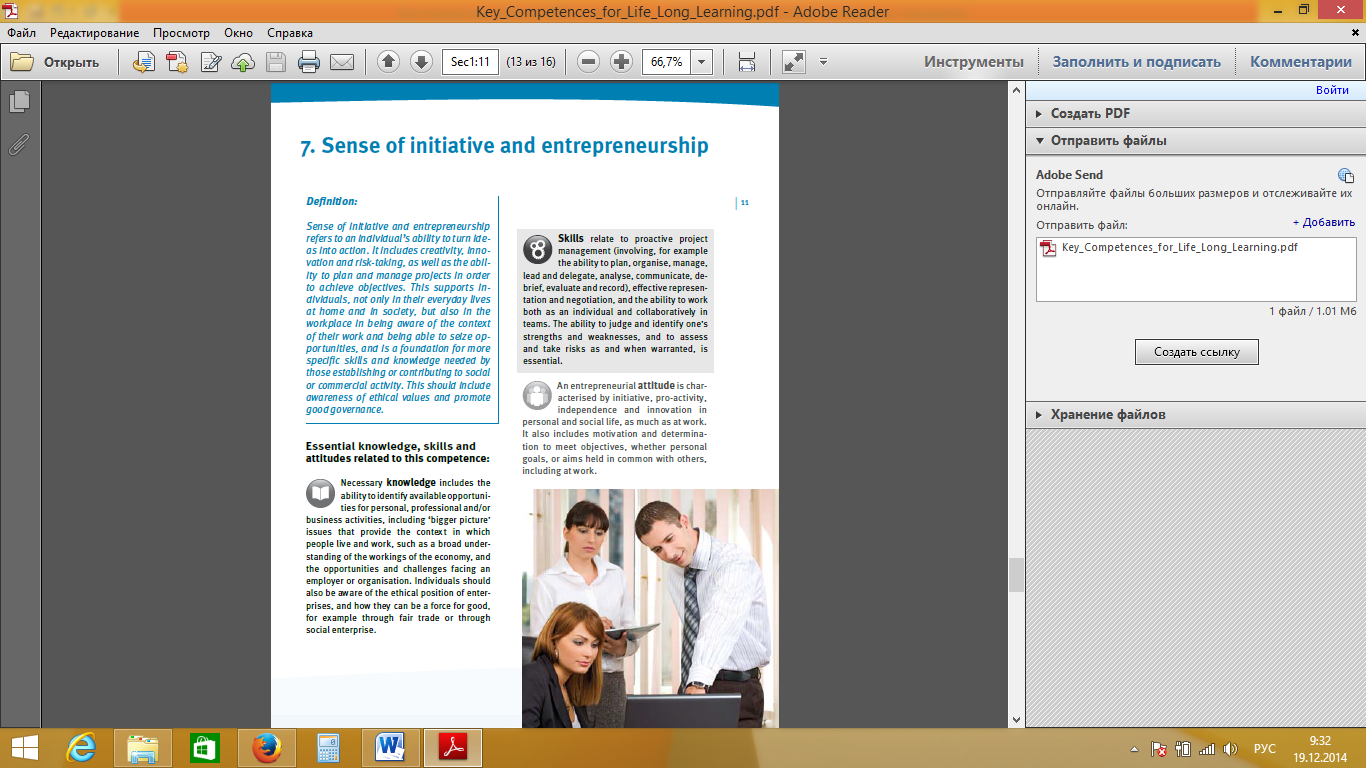 Key_Competences_for_Life_Long_Learning.pdf - Adobe Reader
Файл Редактирование Просмотр Окно Справка
Открыть Sec1:11 (13 из 16) 66,7% Инструменты Заполнить и подписать Комментарии
7. Sense of initiative and entrepreneurship
Definition:
Sense of initiative and entrepreneurship
refers to an individual's ability to turn ide-
as into action. It includes creativity, inno-
vation and risk-taking, as well as the abil-
ity to plan and manage projects in order
to achieve objectives. This supports in-
dividuals, not only in their everyday lives
at home and in society, but also in the
workplace in being aware of the context
of their work and being able to seize op-
portunities, and is a foundation for more
specific skills and knowledge needed by
those establishing or contributing to social
or commercial activity. This should include
awareness of ethical values and promote
good governance.
Essential knowledge, skills and
attitudes related to this competence:
Necessary knowledge includes the
ability to identify available opportuni-
ties for personal, professional and/or
business activities, including 'bigger picture'
issues that provide the context in which
people live and work, such as a broad under-
standing of the workings of the economy, and
the opportunities and challenges facing an
employer or organisation. Individuals should
also be aware of the ethical position of enter-
prises, and how they can be a force for good,
for example through fair trade or through
social enterprise.
11
Skills relate to proactive project
management (involving, for example
the ability to plan, organise, manage,
lead and delegate, analyse, communicate, de-
brief, evaluate and record), effective represen-
tation and negotiation, and the ability to work
both as an individual and collaboratively in
teams. The ability to judge and identify one's
strengths and weaknesses, and to assess
and take risks as and when warranted, is
essential.
An entrepreneurial attitude is char-
acterised by initiative, pro-activity,
independence and innovation in
personal and social life, as much as at work.
It also includes motivation and determina-
tion to meet objectives, whether personal
goals, or aims held in common with others,
including at work.
Войти
Создать PDF
Отправить файлы
Adobe Send
Отправляйте файлы больших размеров и отслеживайте их
онлайн.
Отправить файл: + Добавить
Key_Competences_for_Life_Long_Learning.pdf
1 файл / 1.01 Мб
Создать ссылку
Хранение файлов
РУС
9:32
19.12.2014